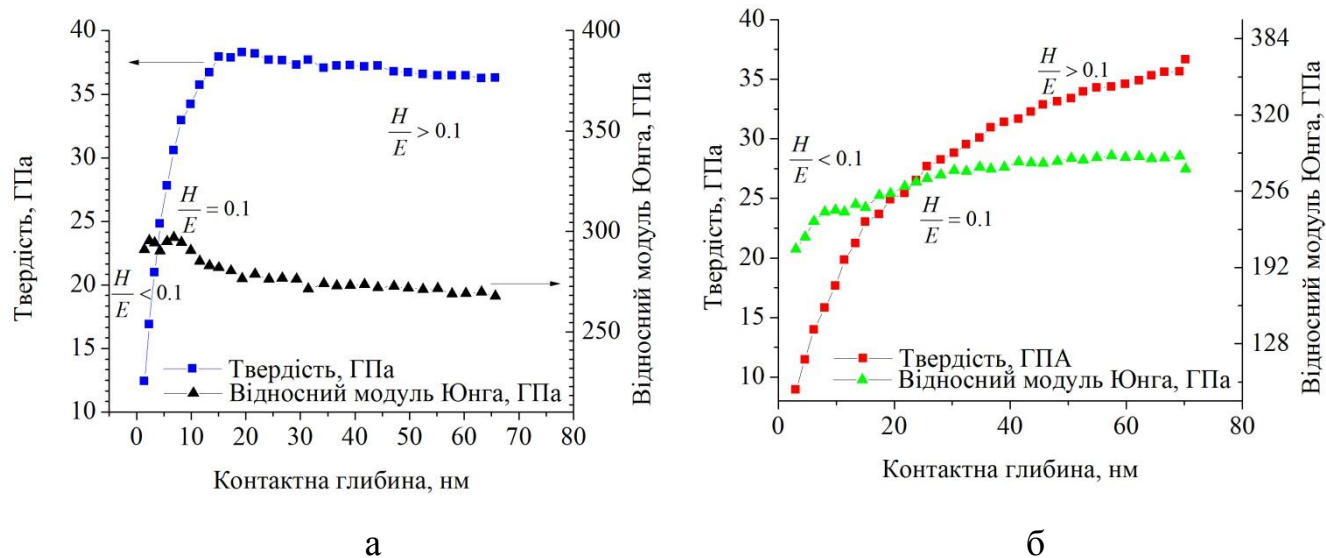 40
35
30
25
20
15
10
Твердість, ГПа
400
350
300
250
Відносний модуль Юнга, ГПа
H/E > 0.1
H/E = 0.1
H/E < 0.1
Твердість, ГПа
Відносний модуль Юнга, ГПа
0 10 20 30 40 50 60 70 80
Контактна глибина, нм
а
40
35
30
25
20
15
10
Твердість, ГПа
384
320
256
192
128
Відносний модуль Юнга, ГПа
H/E > 0.1
H/E < 0.1
H/E = 0.1
Твердість, ГПА
Відносний модуль Юнга, ГПа
0 20 40 60 80
Контактна глибина, нм
б